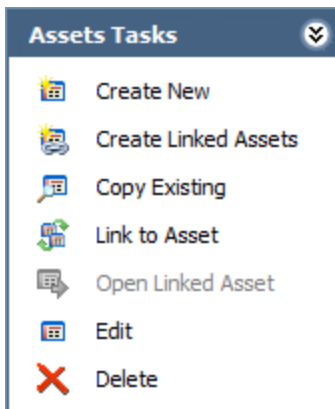 Assets Tasks
Create New
Create Linked Assets
Copy Existing
Link to Asset
Open Linked Asset
Edit
Delete